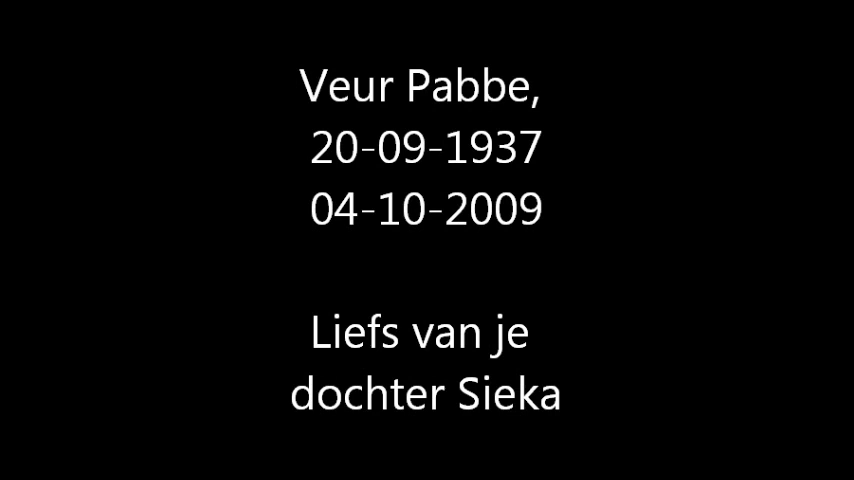 Veur Pabbe,
20-09-1937
04-10-2009
Liefs van je
dochter Sieka